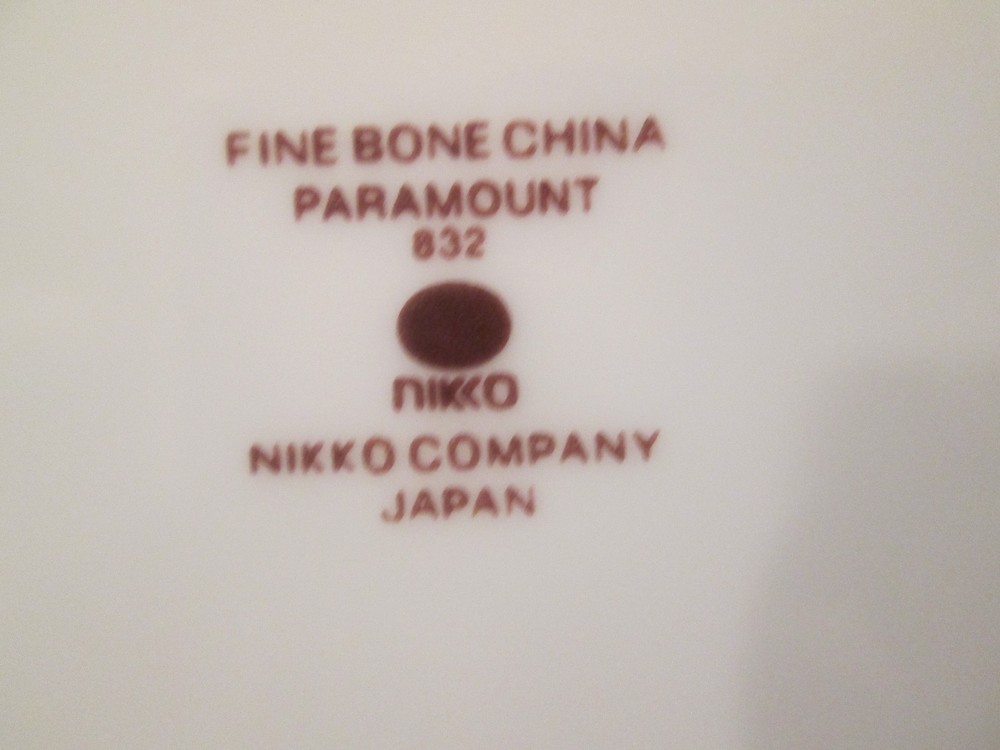 FINE BONE CHINA
PARAMOUNT
832
nikko
NIKKO COMPANY
JAPAN